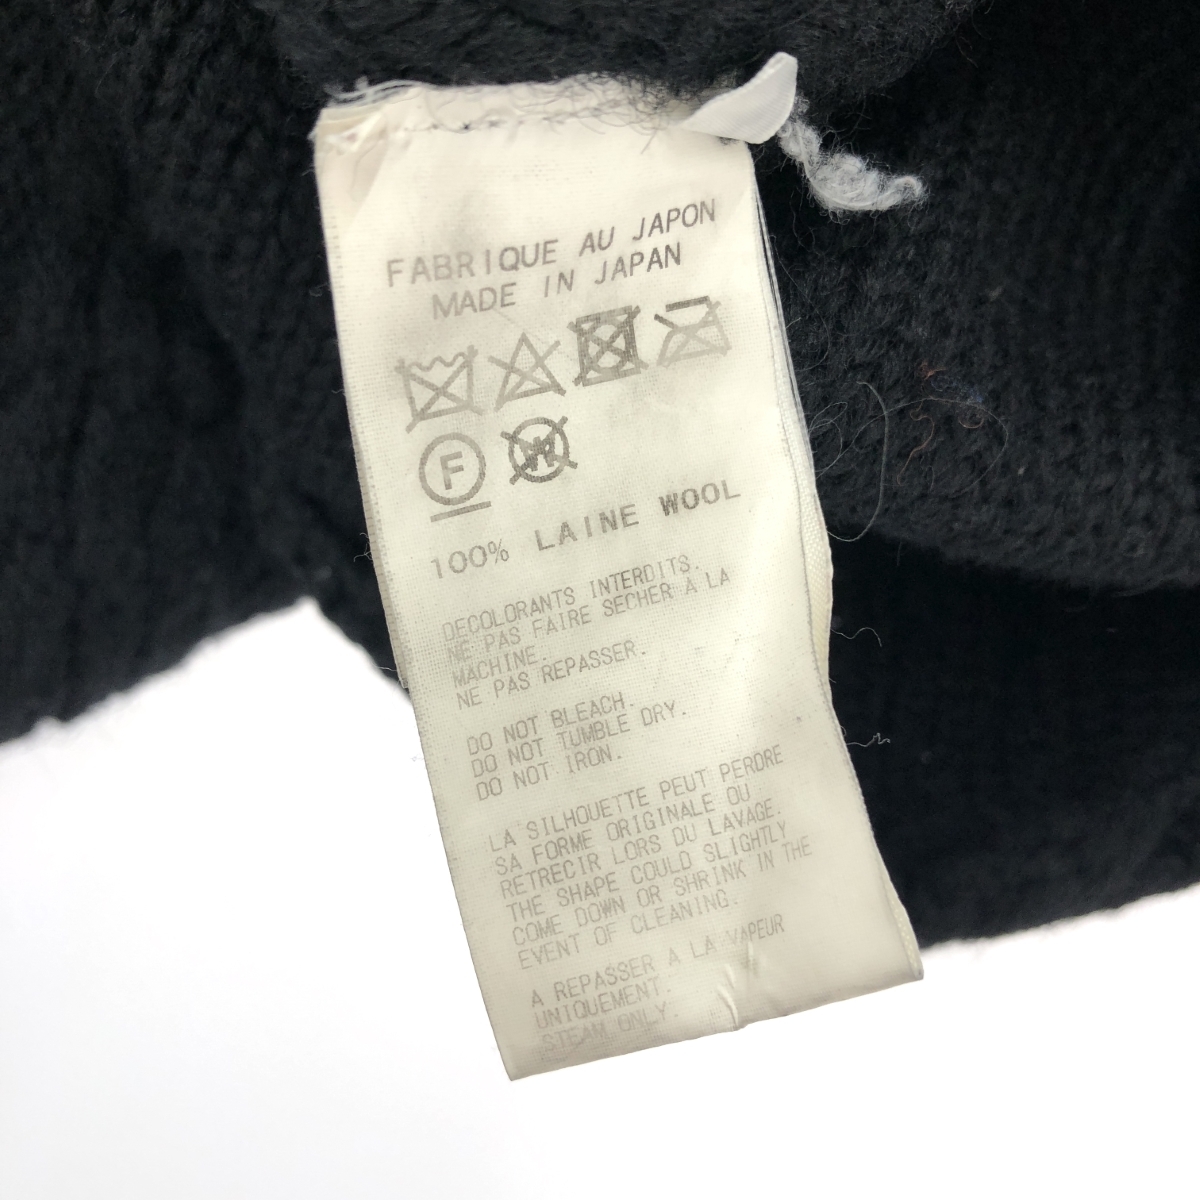 FABRIQUE AU JAPON
MADE IN JAPAN
F W
100% LAINE WOOL
DECOLORANTS INTERDITS.
NE PAS FAIRE SECHER A LA
MACHINE.
NE PAS REPASSER.
DO NOT BLEACH.
DO NOT TUMBLE DRY.
DO NOT IRON.
LA SILHOUETTE PEUT PERDRE
SA FORME ORIGINALE OU
RETRECIR LORS DU LAVAGE.
THE SHAPE COULD SLIGHTLY
COME DOWN OR SHRINK IN THE
EVENT OF CLEANING.
A REPASSER A LA VAPEUR
UNIQUEMENT.
STEAM ONLY.